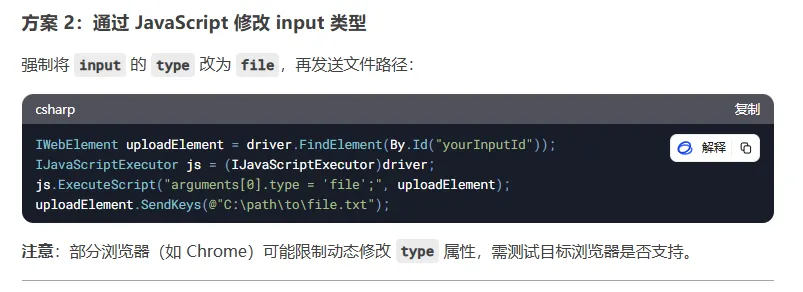 方案 2：通过 JavaScript 修改 input 类型
强制将 input 的 type 改为 file，再发送文件路径：
csharp 复制
IWebElement uploadElement = driver.FindElement(By.Id("yourInputId"));
解释
IJavaScriptExecutor js = (IJavaScriptExecutor)driver;
js.ExecuteScript("arguments[0].type = 'file';", uploadElement);
uploadElement.SendKeys(@"C:\path\to\file.txt");
注意：部分浏览器（如 Chrome）可能限制动态修改 type 属性，需测试目标浏览器是否支持。